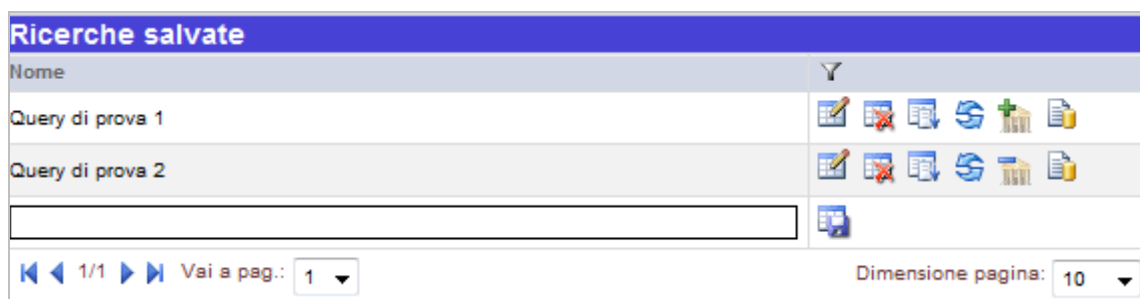 Ricerche salvate
Nome
Query di prova 1
Query di prova 2
1/1 Vai a pag.: 1 Dimensione pagina: 10